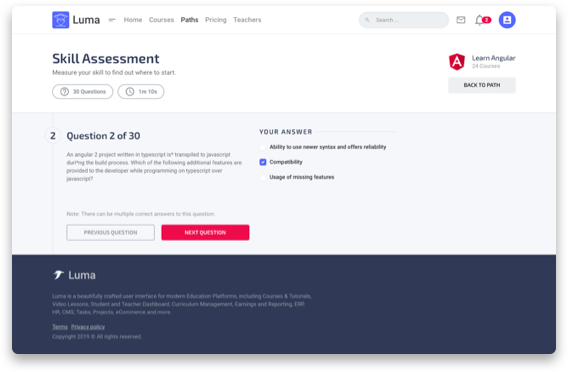 Luma Home Courses Paths Pricing Teachers Search ... 2
Skill Assessment
Measure your skill to find out where to start.
30 Questions 1m 10s
Learn Angular
24 Courses
BACK TO PATH
2 Question 2 of 30
An angular 2 project written in typescript is* transpiled to javascript
duri*ng the build process. Which of the following additional features are
provided to the developer while programming on typescript over
javascript?
Note: There can be multiple correct answers to this question.
PREVIOUS QUESTION NEXT QUESTION
YOUR ANSWER
Ability to use newer syntax and offers reliability
Compatibility
Usage of missing features
Luma
Luma is a beautifully crafted user interface for modern Education Platforms, including Courses & Tutorials,
Video Lessons, Student and Teacher Dashboard, Curriculum Management, Earnings and Reporting, ERP,
HR, CMS, Tasks, Projects, eCommerce and more.
Terms Privacy policy
Copyright 2019 © All rights reserved.